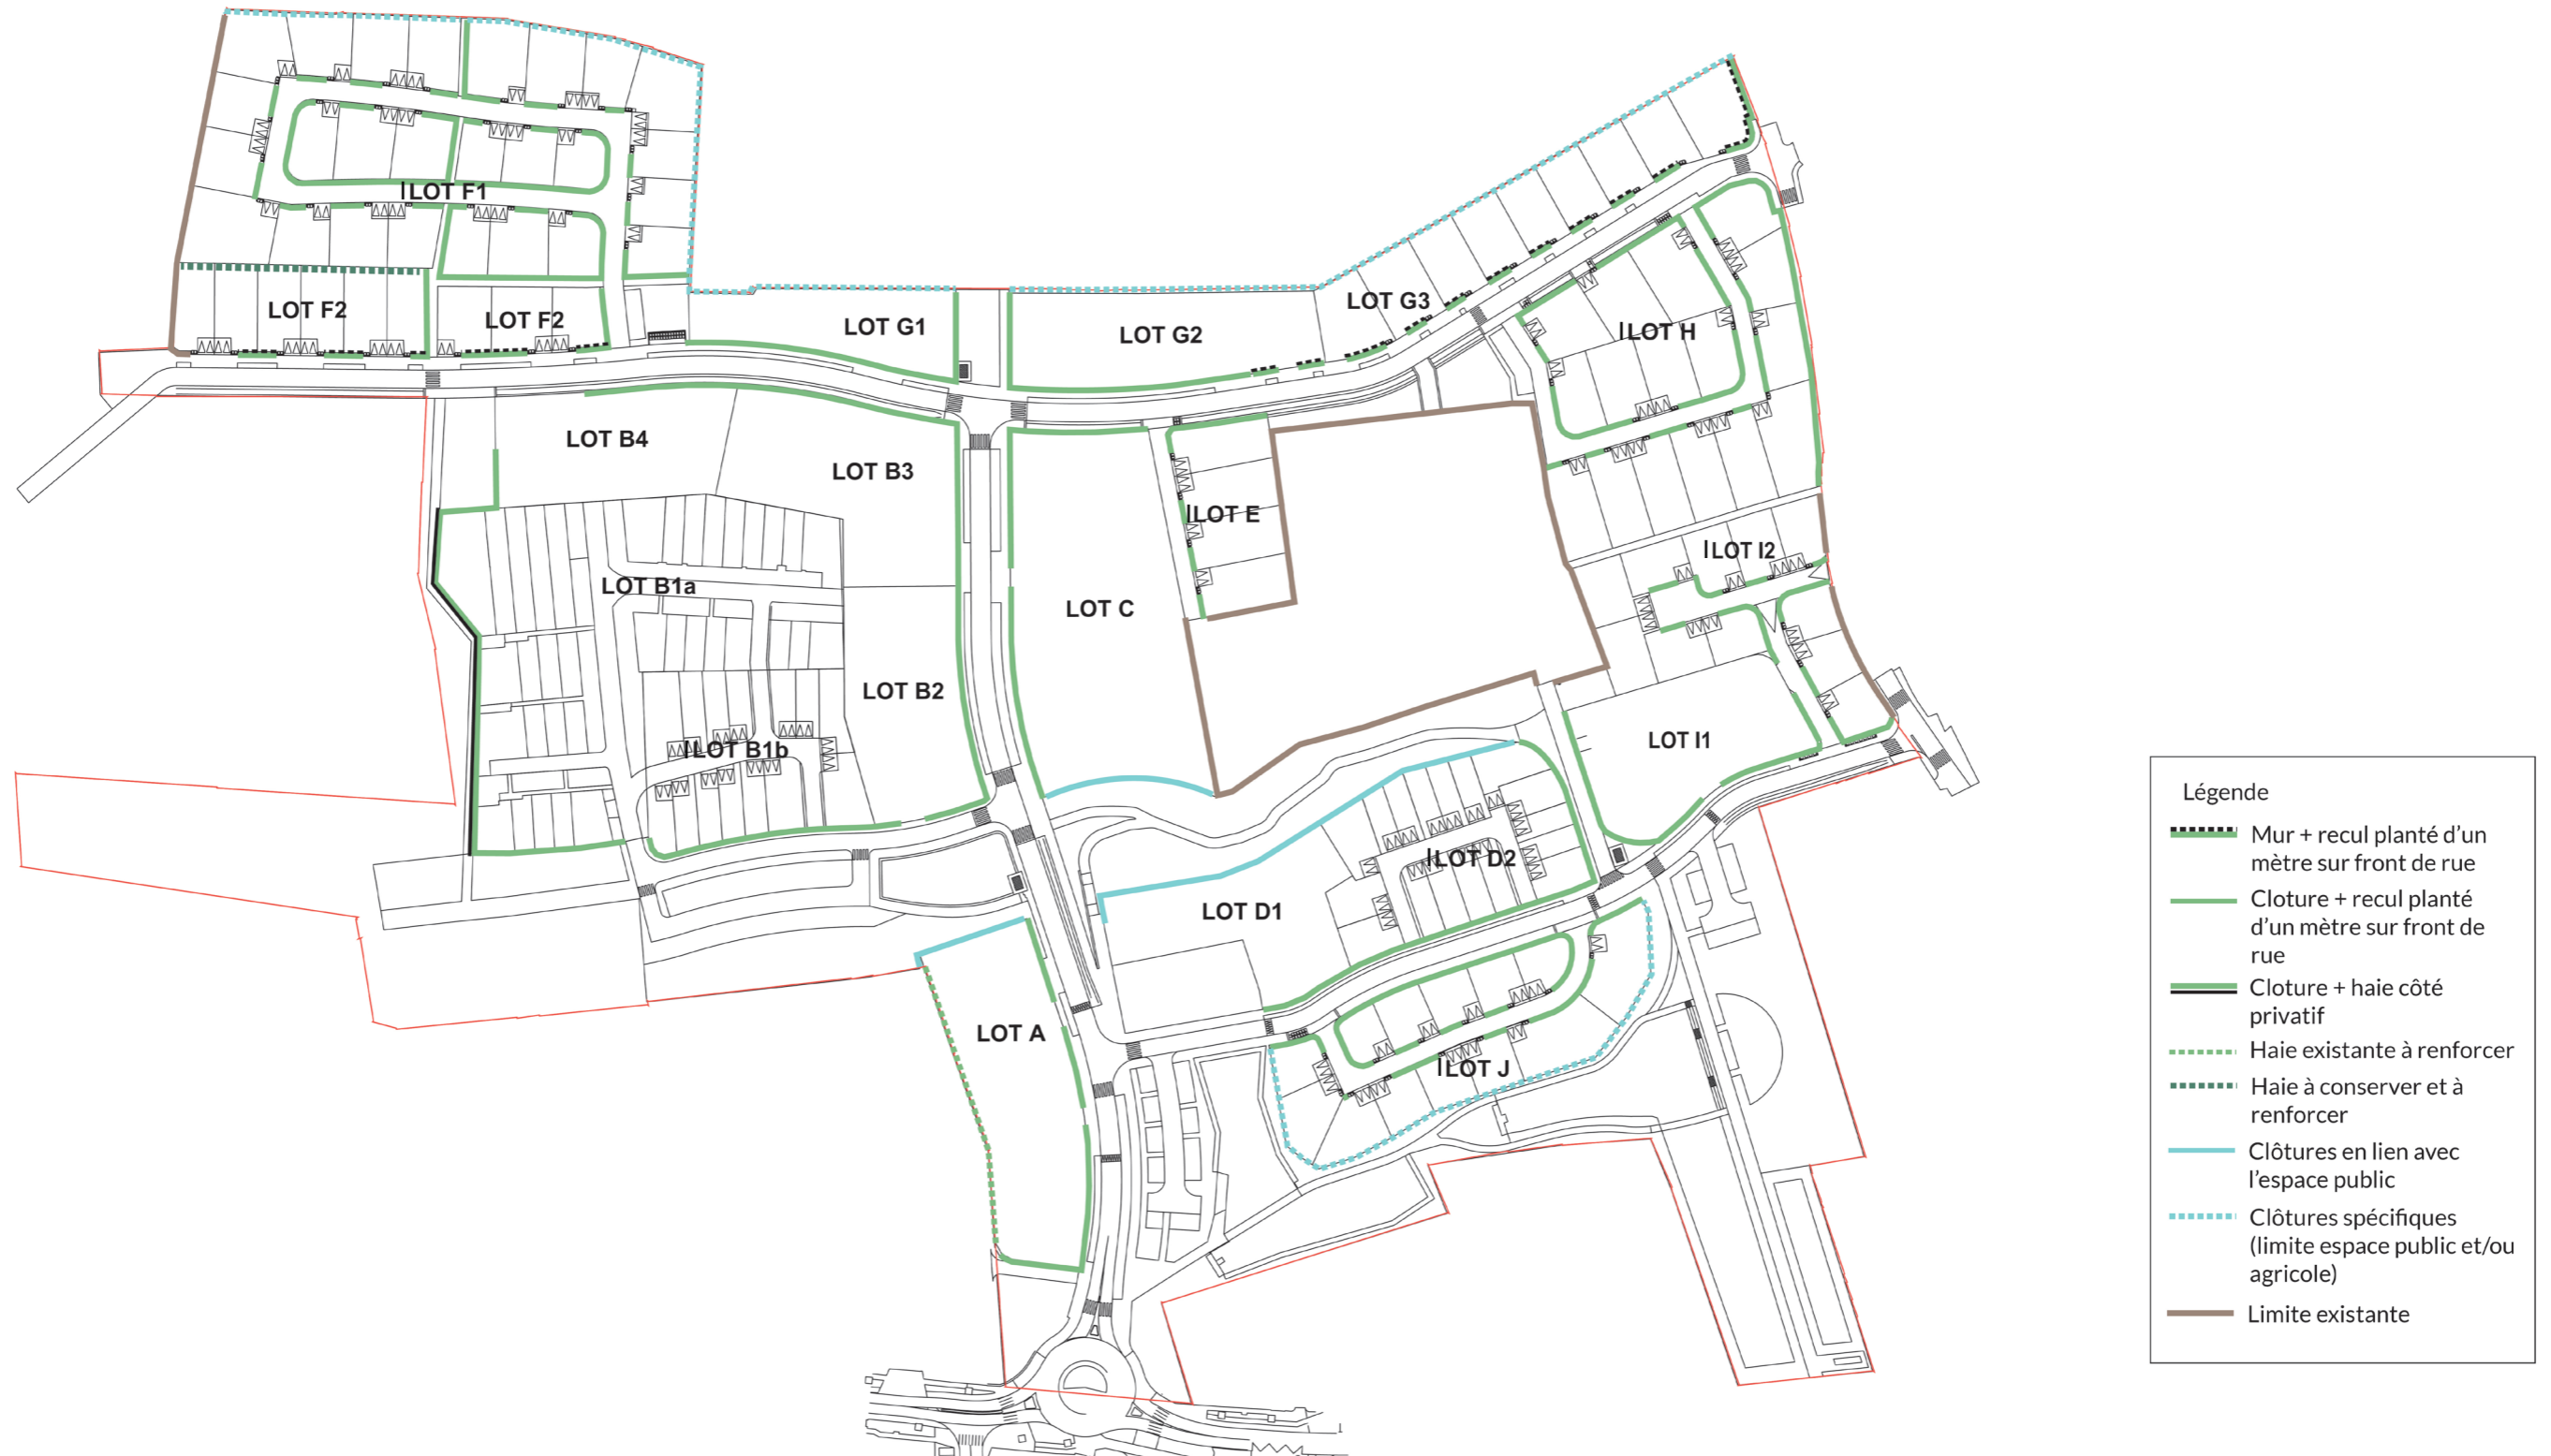 ILOT F1
LOT F2
LOT F2
LOT G1
LOT G2
LOT G3
ILOT H
LOT B4
LOT B3
ILOT E
ILOT I2
LOT B1a
LOT C
LOT B2
ILOT B1b
LOT I1
ILOT D2
LOT D1
LOT A
ILOT J
Légende
Mur + recul planté d'un
mètre sur front de rue
Cloture + recul planté
d'un mètre sur front de
rue
Cloture + haie côté
privatif
Haie existante à renforcer
Haie à conserver et à
renforcer
Clôtures en lien avec
l'espace public
Clôtures spécifiques
(limite espace public et/ou
agricole)
Limite existante